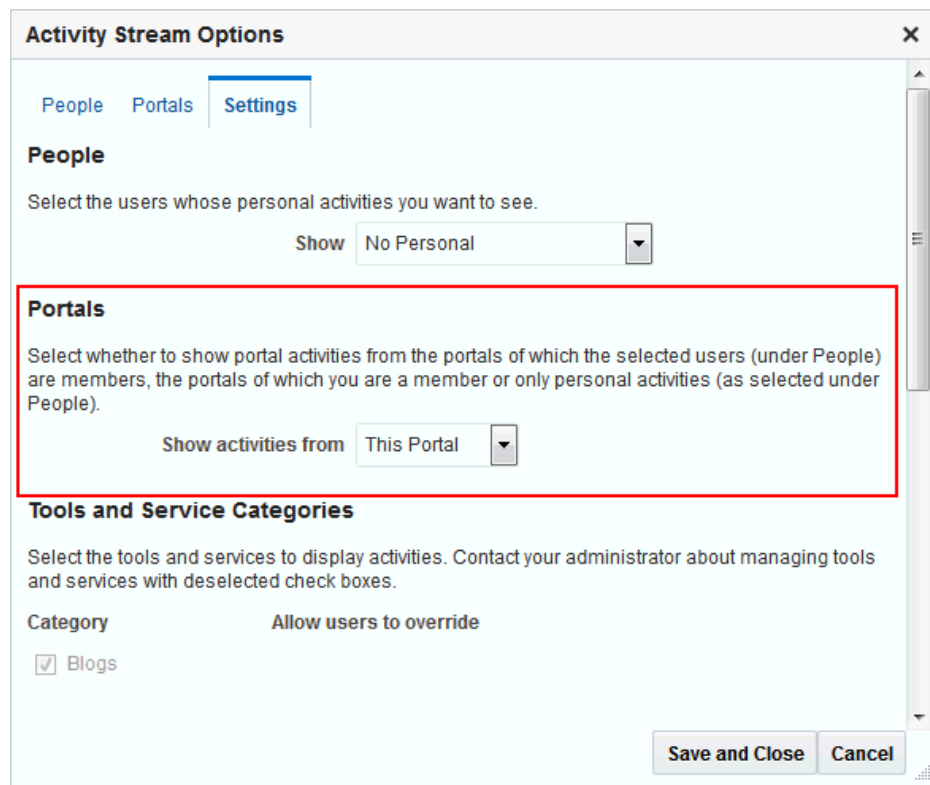 Activity Stream Options
People Portals Settings
People
Select the users whose personal activities you want to see.
Show No Personal
Portals
Select whether to show portal activities from the portals of which the selected users (under People)
are members, the portals of which you are a member or only personal activities (as selected under
People).
Show activities from This Portal
Tools and Service Categories
Select the tools and services to display activities. Contact your administrator about managing tools
and services with deselected check boxes.
Category Allow users to override
Blogs
Save and Close Cancel